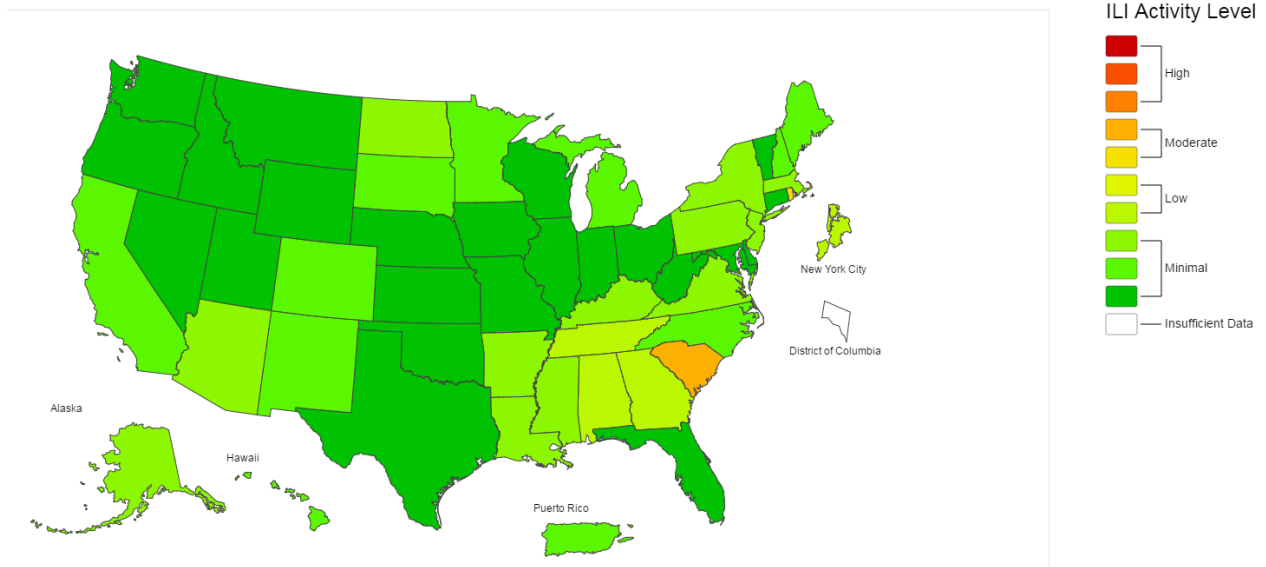 ILI Activity Level
High
Moderate
Low
Minimal
Insufficient Data
New York City
District of Columbia
Alaska
Hawaii
Puerto Rico